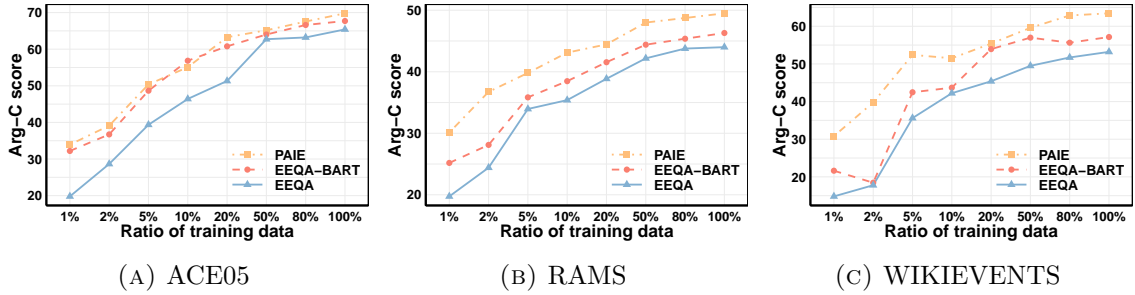 70
60
50
40
30
20
Arg−C score
PAIE
EEQA−BART
EEQA
1% 2% 5% 10% 20% 50% 80% 100%
Ratio of training data
(A) ACE05
50
40
30
20
Arg−C score
PAIE
EEQA−BART
EEQA
1% 2% 5% 10% 20% 50% 80% 100%
Ratio of training data
(B) RAMS
60
50
40
30
20
Arg−C score
PAIE
EEQA−BART
EEQA
1% 2% 5% 10% 20% 50% 80% 100%
Ratio of training data
(C) WIKIEVENTS